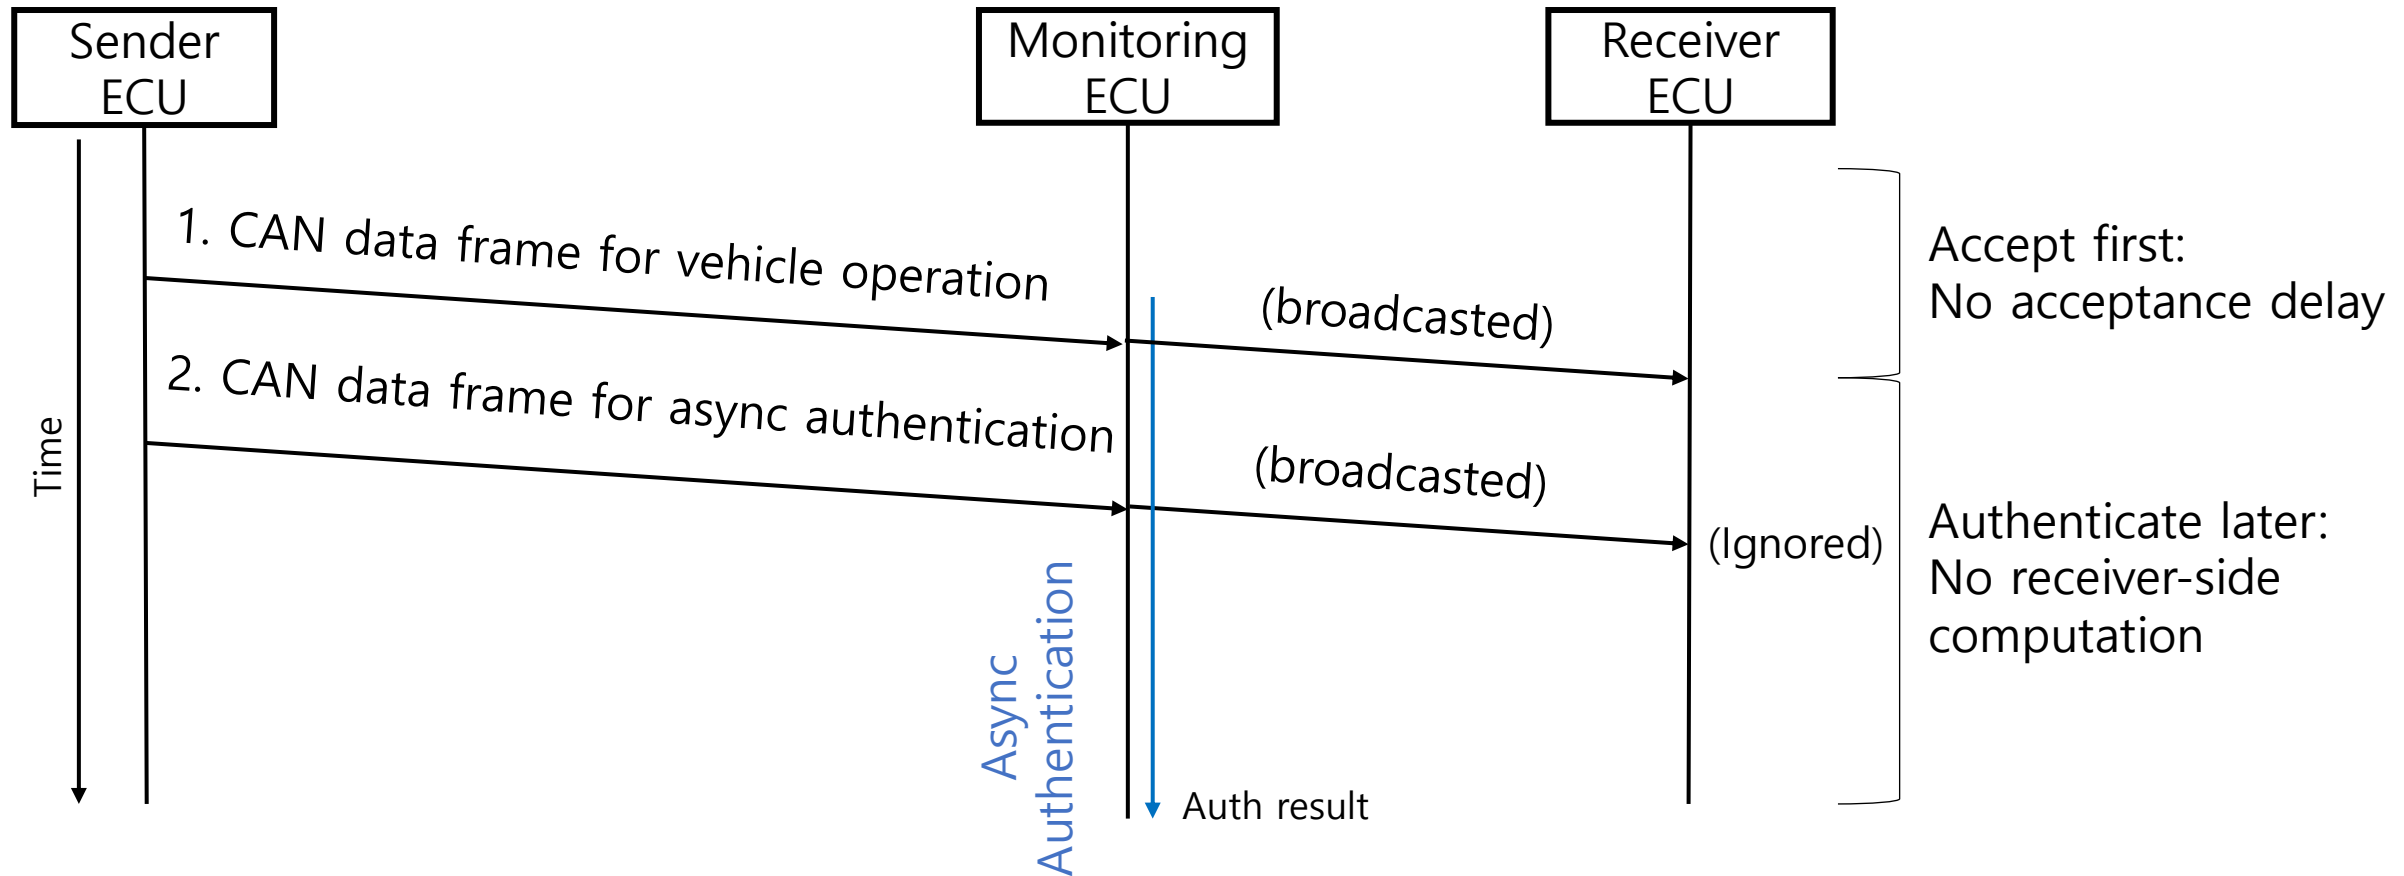 Sender
ECU
Monitoring
ECU
Receiver
ECU
1. CAN data frame for vehicle operation
(broadcasted)
Accept first:
No acceptance delay
2. CAN data frame for async authentication
(broadcasted)
(Ignored)
Time
Authenticate later:
No receiver-side
computation
Async
Authentication
Auth result